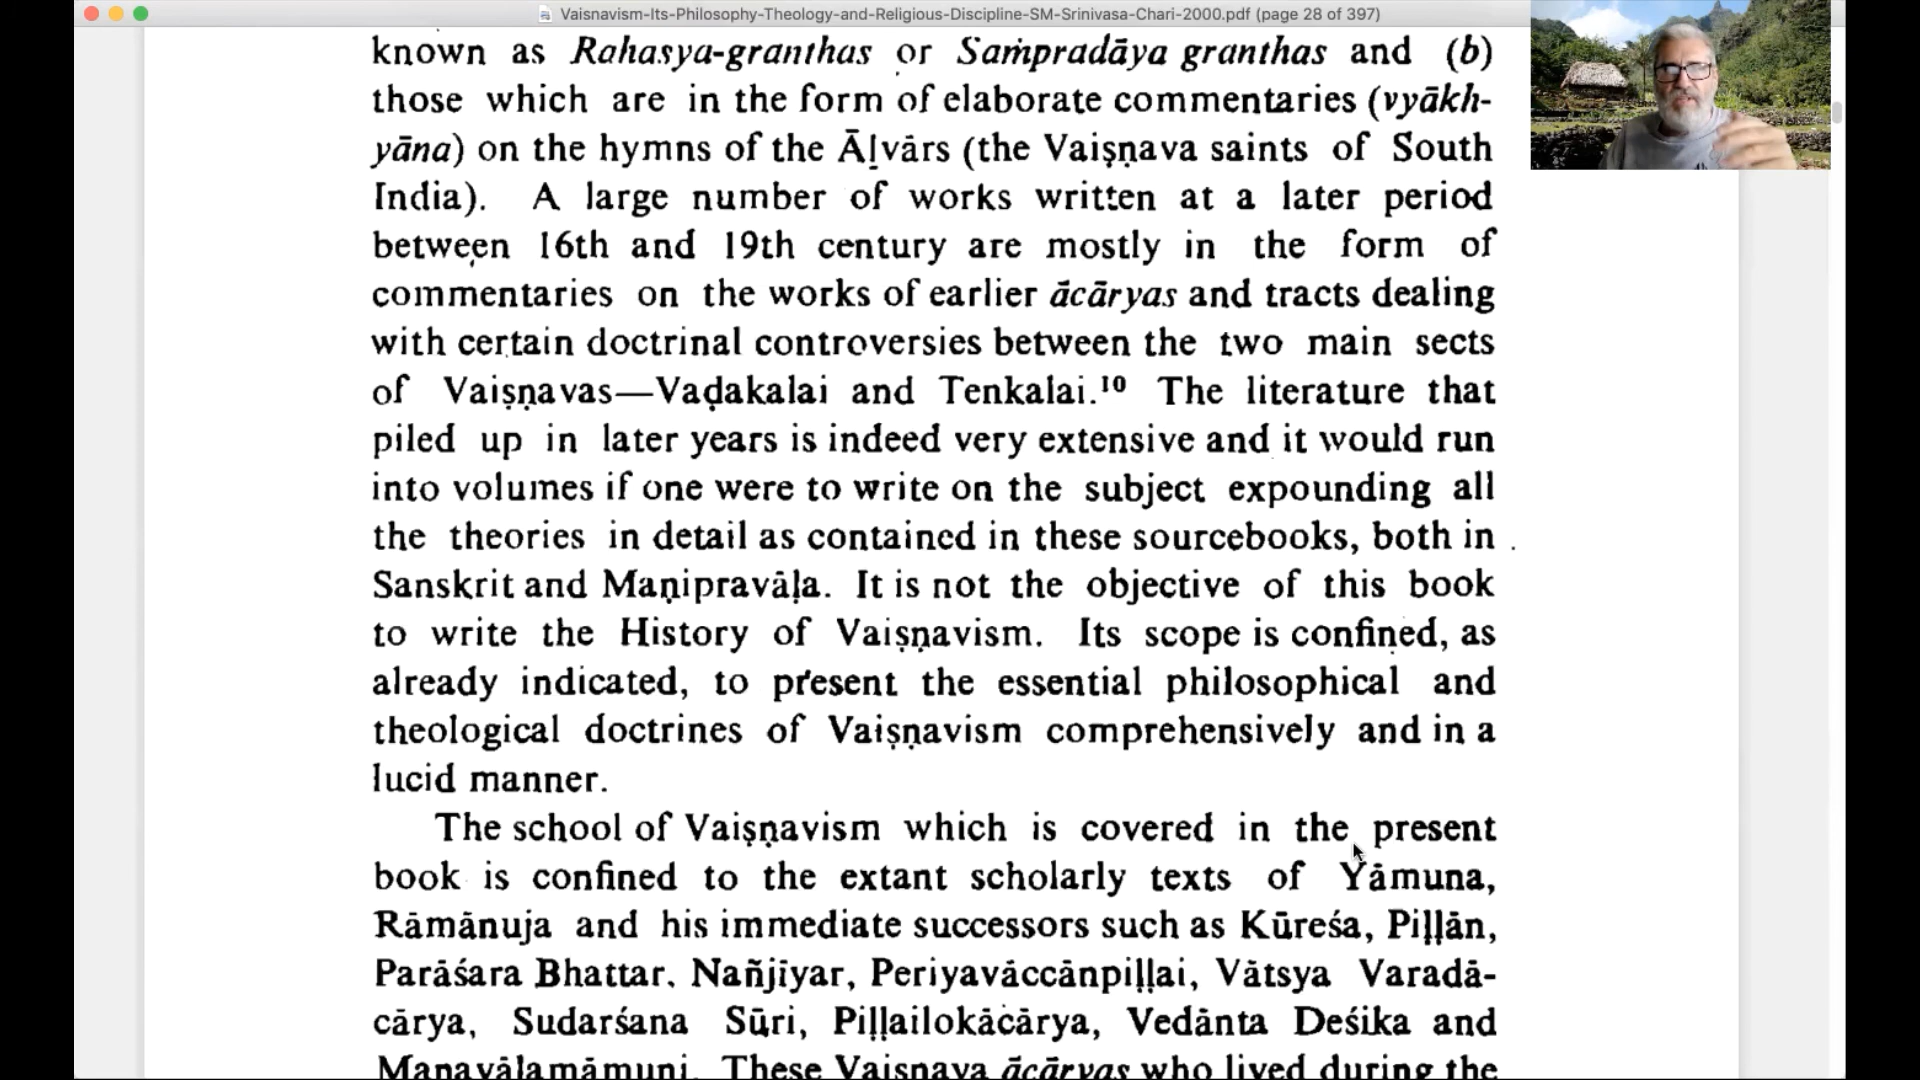 Vaisnavism-Its-Philosophy-Theology-and-Religious-Discipline-SM-Srinivasa-Chari-2000.pdf (page 28 of 397)
known as Rahasya-granthas or Saṁpradāya granthas and (b)
those which are in the form of elaborate commentaries (vyākh-
yāna) on the hymns of the Āḻvārs (the Vaiṣṇava saints of South
India). A large number of works written at a later period
between 16th and 19th century are mostly in the form of
commentaries on the works of earlier ācāryas and tracts dealing
with certain doctrinal controversies between the two main sects
of Vaiṣṇavas—Vaḍakalai and Tenkalai.¹⁰ The literature that
piled up in later years is indeed very extensive and it would run
into volumes if one were to write on the subject expounding all
the theories in detail as contained in these sourcebooks, both in
Sanskrit and Maṇipravāḷa. It is not the objective of this book
to write the History of Vaiṣṇavism. Its scope is confined, as
already indicated, to present the essential philosophical and
theological doctrines of Vaiṣṇavism comprehensively and in a
lucid manner.
The school of Vaiṣṇavism which is covered in the present
book is confined to the extant scholarly texts of Yāmuna,
Rāmānuja and his immediate successors such as Kūreśa, Piḷḷān,
Parāśara Bhattar, Nañjīyar, Periyavāccānpiḷḷai, Vātsya Varadā-
cārya, Sudarśana Sūri, Piḷḷailokācārya, Vedānta Deśika and
Manavālamāmuni. These Vaisnava ācāryas who lived during the